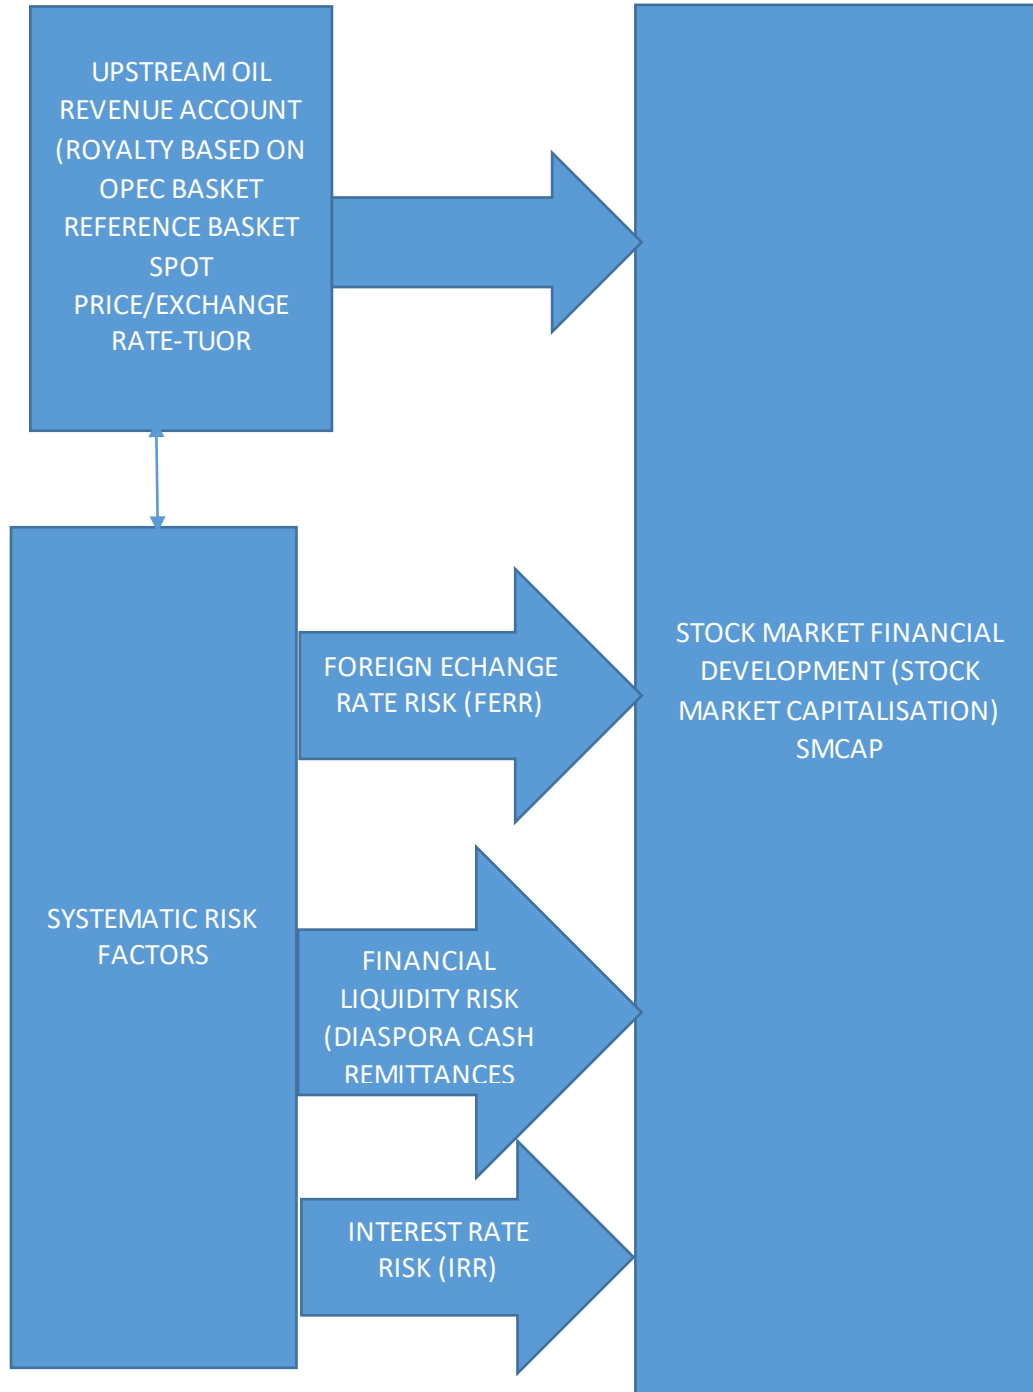 UPSTREAM OIL
REVENUE ACCOUNT
(ROYALTY BASED ON
OPEC BASKET
REFERENCE BASKET
SPOT
PRICE/EXCHANGE
RATE-TUOR
FOREIGN ECHANGE
RATE RISK (FERR)
STOCK MARKET FINANCIAL
DEVELOPMENT (STOCK
MARKET CAPITALISATION)
SMCAP
SYSTEMATIC RISK
FACTORS
FINANCIAL
LIQUIDITY RISK
(DIASPORA CASH
REMITTANCES
INTEREST RATE
RISK (IRR)